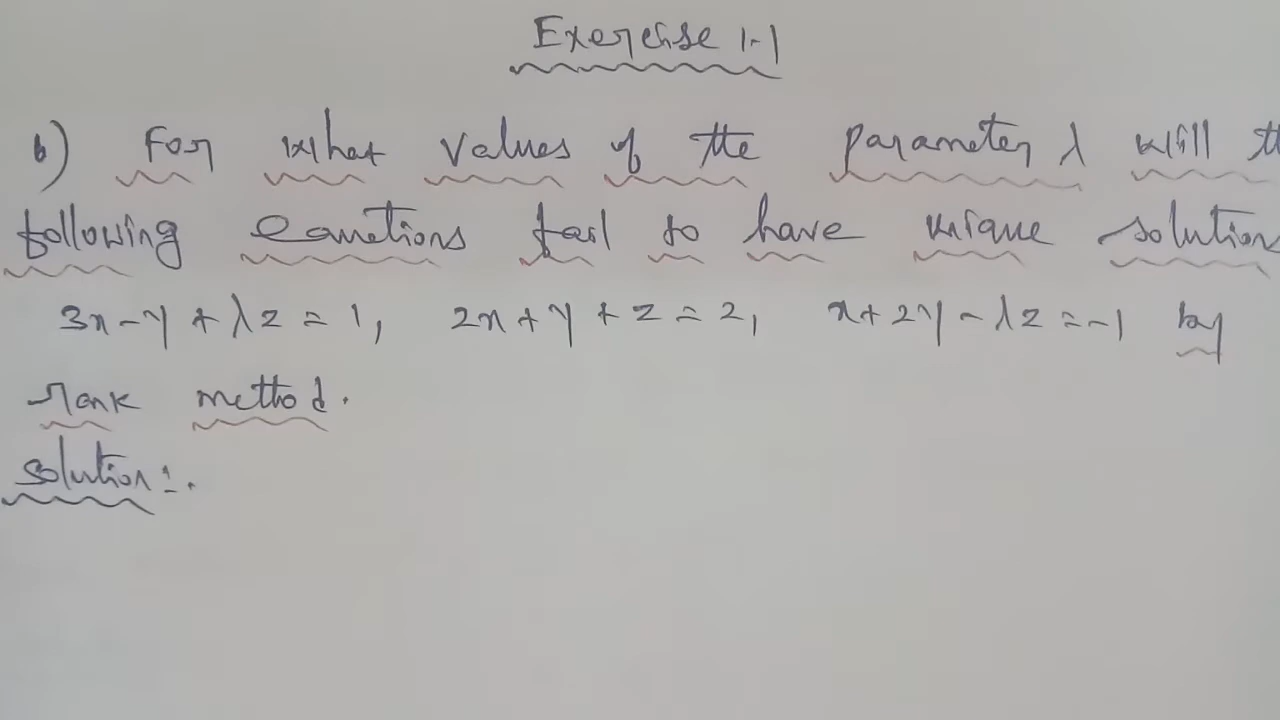 Exercise 1.1
6) For what values of the parameter λ will th
following equations fail to have unique solution
3x - y + λz = 1, 2x + y + z = 2, x + 2y - λz = -1 by
rank method.
Solution:-.